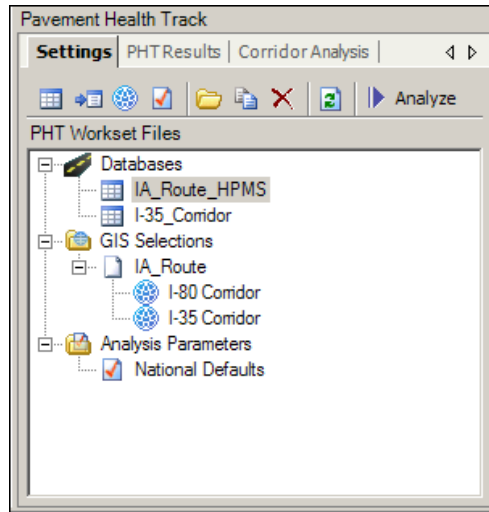 Pavement Health Track
Settings PHT Results Corridor Analysis
Analyze
PHT Workset Files
Databases
IA_Route_HPMS
I-35_Corridor
GIS Selections
IA_Route
I-80 Corridor
I-35 Corridor
Analysis Parameters
National Defaults